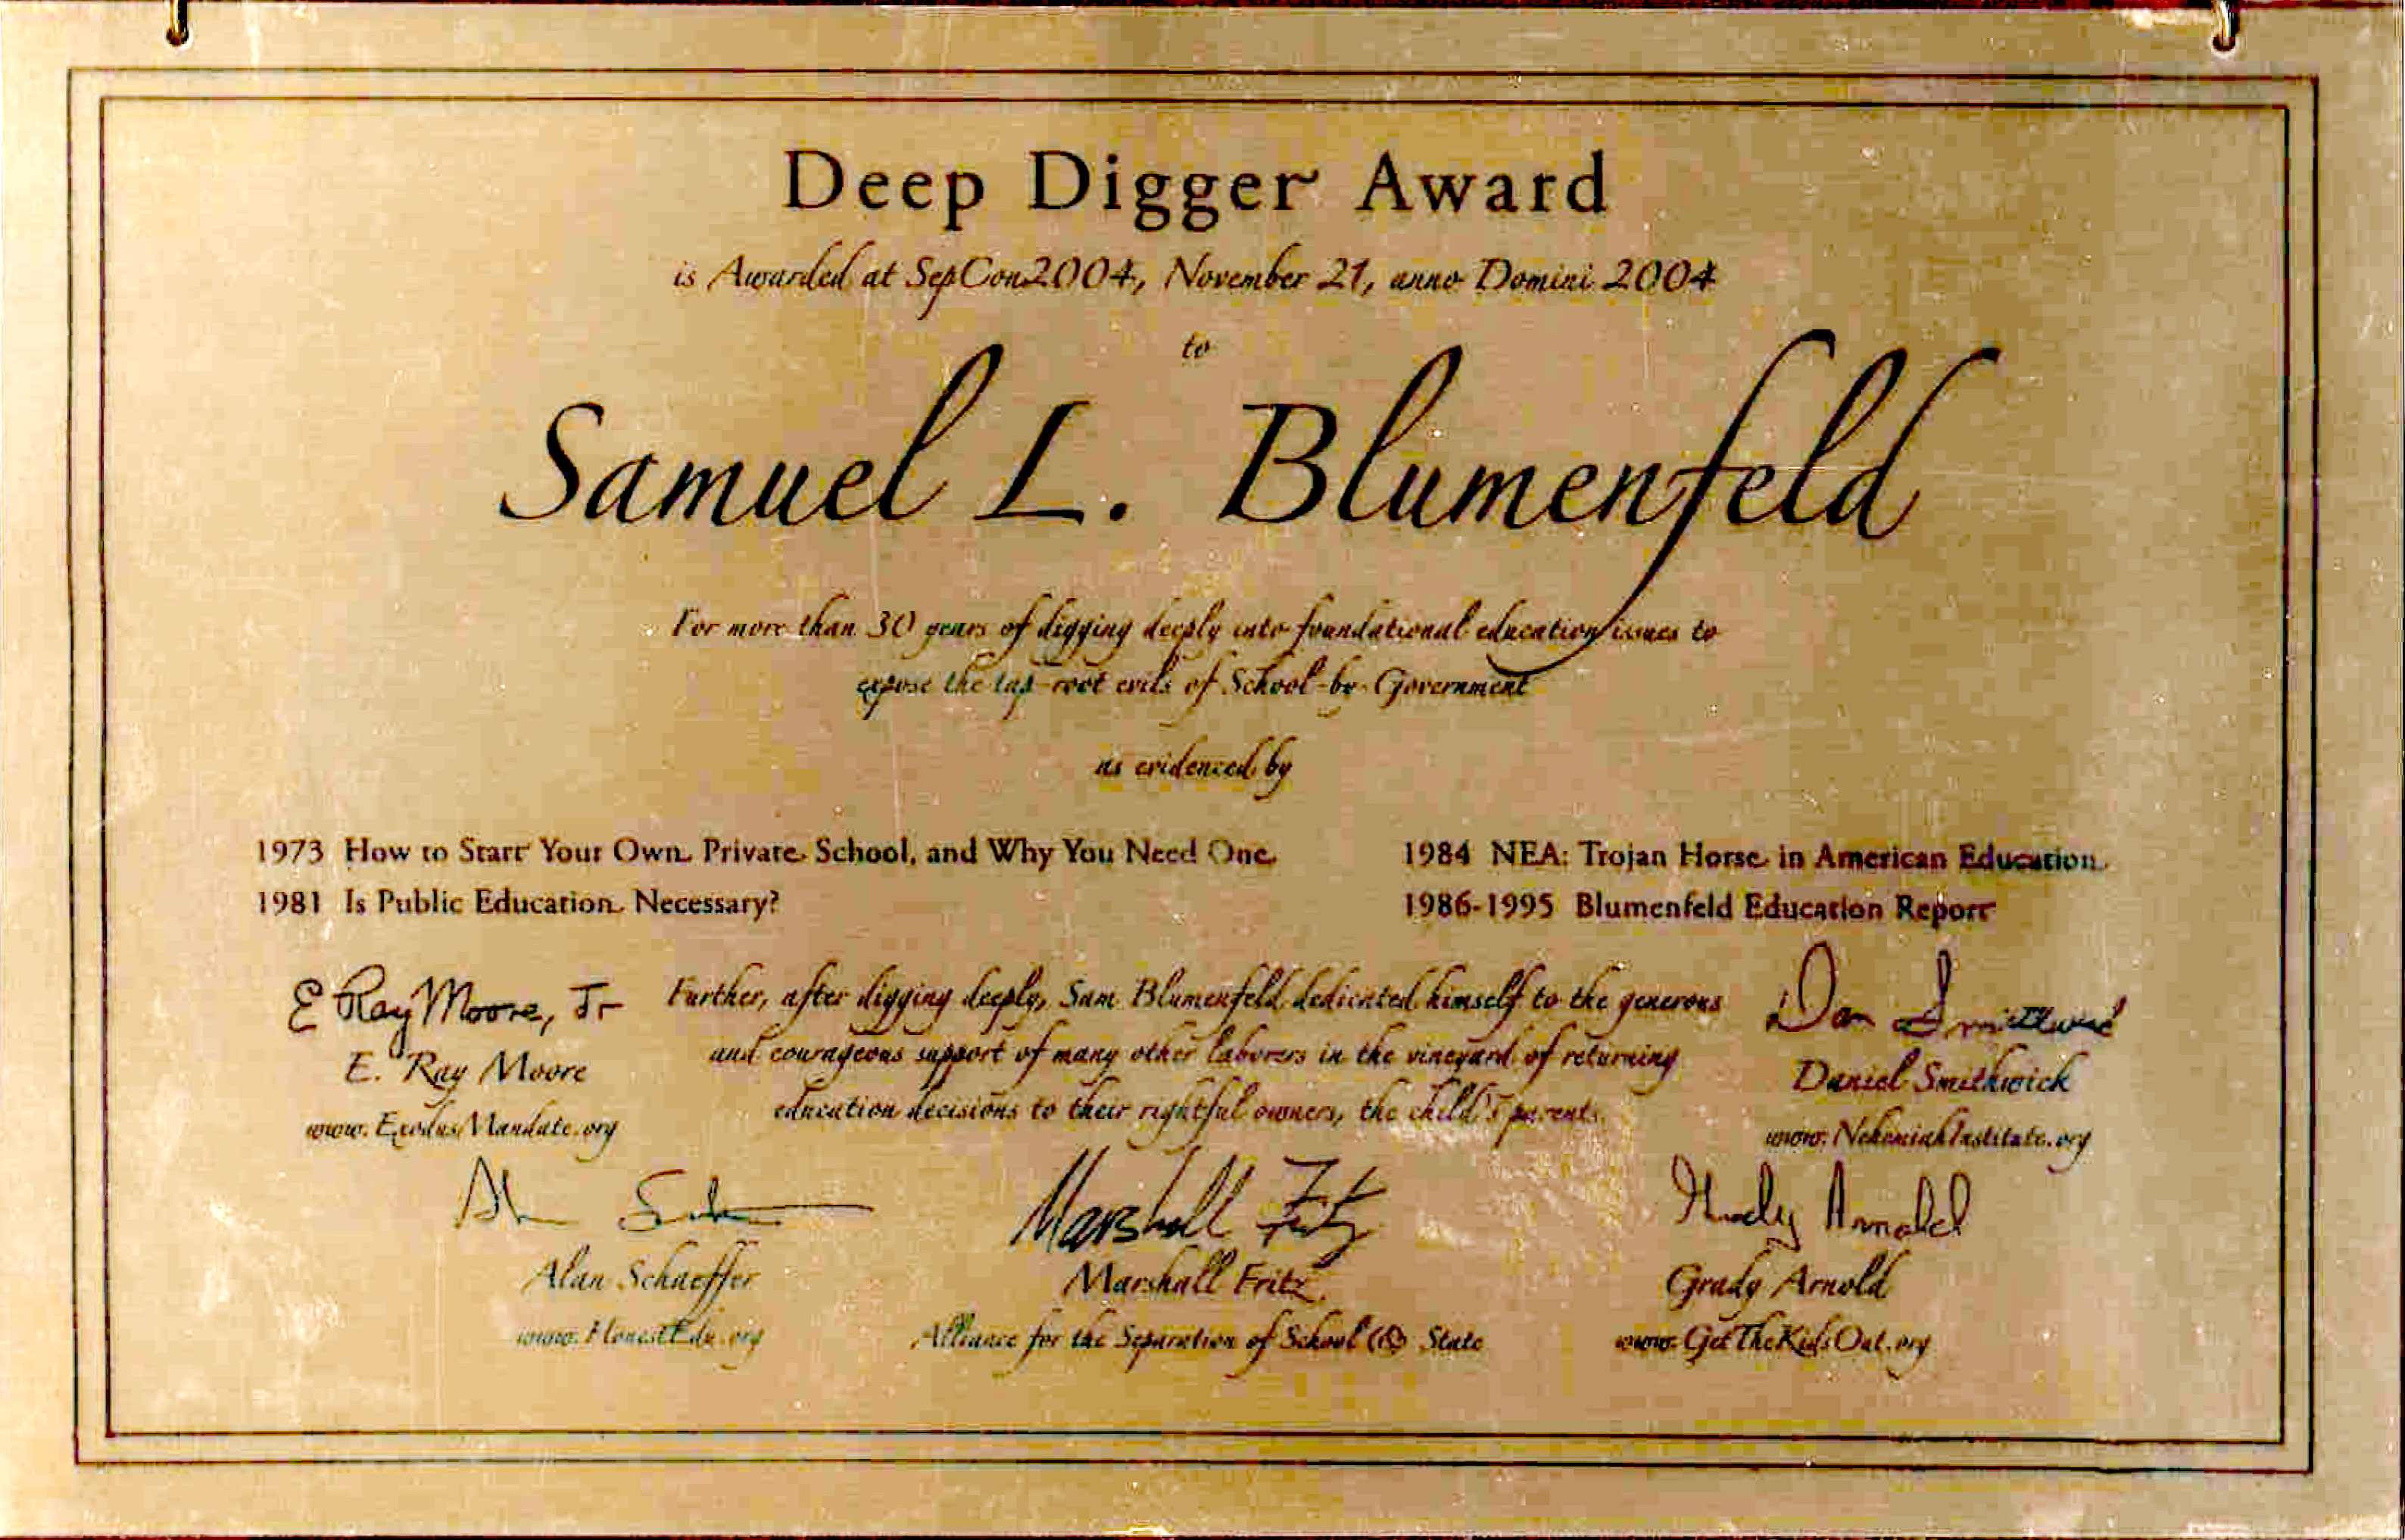 Deep Digger Award
is Awarded at SepCon2004, November 21, anno Domini 2004
to
Samuel L. Blumenfeld
For more than 30 years of digging deeply into foundational education issues to
expose the tap-root evils of School-by-Government
as evidenced by
1973 How to Start Your Own Private School, and Why You Need One
1981 Is Public Education Necessary?
1984 NEA: Trojan Horse in American Education
1986-1995 Blumenfeld Education Report
Further, after digging deeply, Sam Blumenfeld dedicated himself to the generous
and courageous support of many other laborers in the vineyard of returning
education decisions to their rightful owners, the child's parents.
E Ray Moore, Jr
E. Ray Moore
www.ExodusMandate.org
Dan Smithwick
Daniel Smithwick
www.NehemiahInstitute.org
Alan Schaeffer
www.HonestEdu.org
Marshall Fritz
Marshall Fritz
Alliance for the Separation of School & State
Grady Arnold
Grady Arnold
www.GetTheKidsOut.org